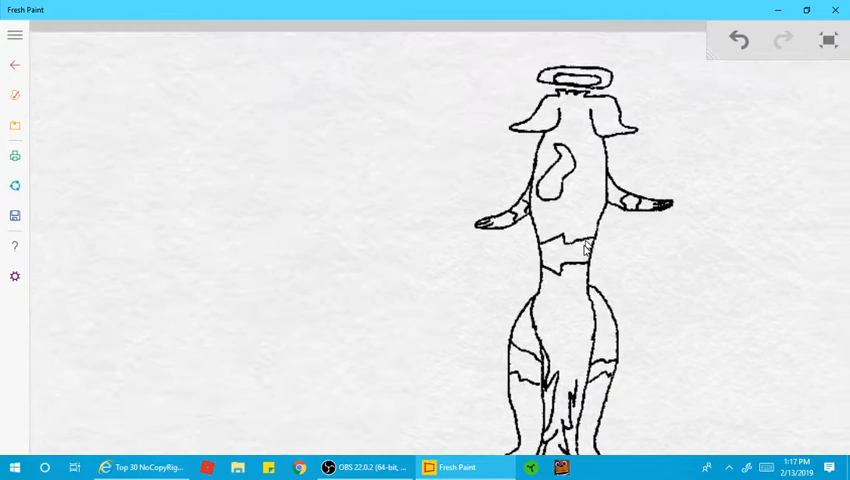 Fresh Paint
Top 30 NoCopyRig...
OBS 22.0.2 (64-bit, ...
Fresh Paint
1:17 PM
2/13/2019